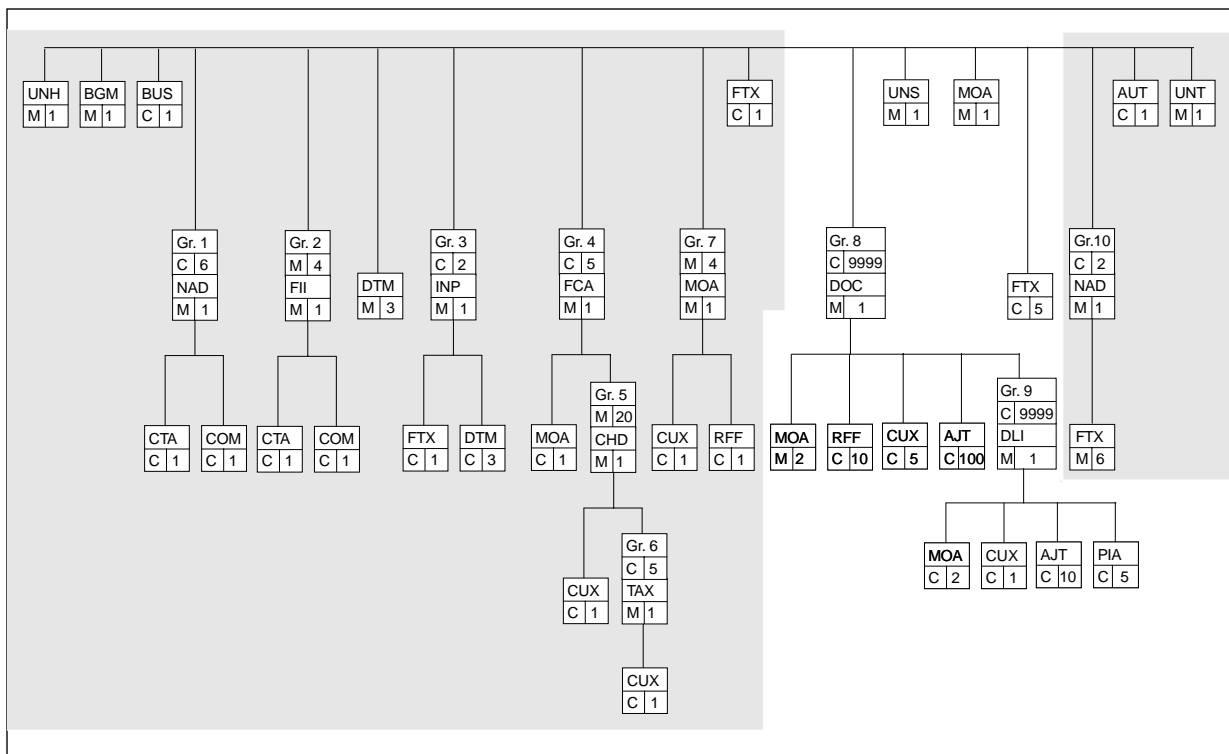 UNH
M 1
BGM
M 1
BUS
C 1
FTX
C 1
UNS
M 1
MOA
M 1
AUT
C 1
UNT
M 1
Gr. 1
C 6
NAD
M 1
Gr. 2
M 4
FII
M 1
DTM
M 3
Gr. 3
C 2
INP
M 1
Gr. 4
C 5
FCA
M 1
Gr. 7
M 4
MOA
M 1
Gr. 8
C 9999
DOC
M 1
FTX
C 5
Gr.10
C 2
NAD
M 1
CTA
C 1
COM
C 1
CTA
C 1
COM
C 1
FTX
C 1
DTM
C 3
MOA
C 1
Gr. 5
M 20
CHD
M 1
CUX
C 1
RFF
C 1
MOA
M 2
RFF
C 10
CUX
C 5
AJT
C 100
Gr. 9
C 9999
DLI
M 1
FTX
M 6
CUX
C 1
Gr. 6
C 5
TAX
M 1
MOA
C 2
CUX
C 1
AJT
C 10
PIA
C 5
CUX
C 1